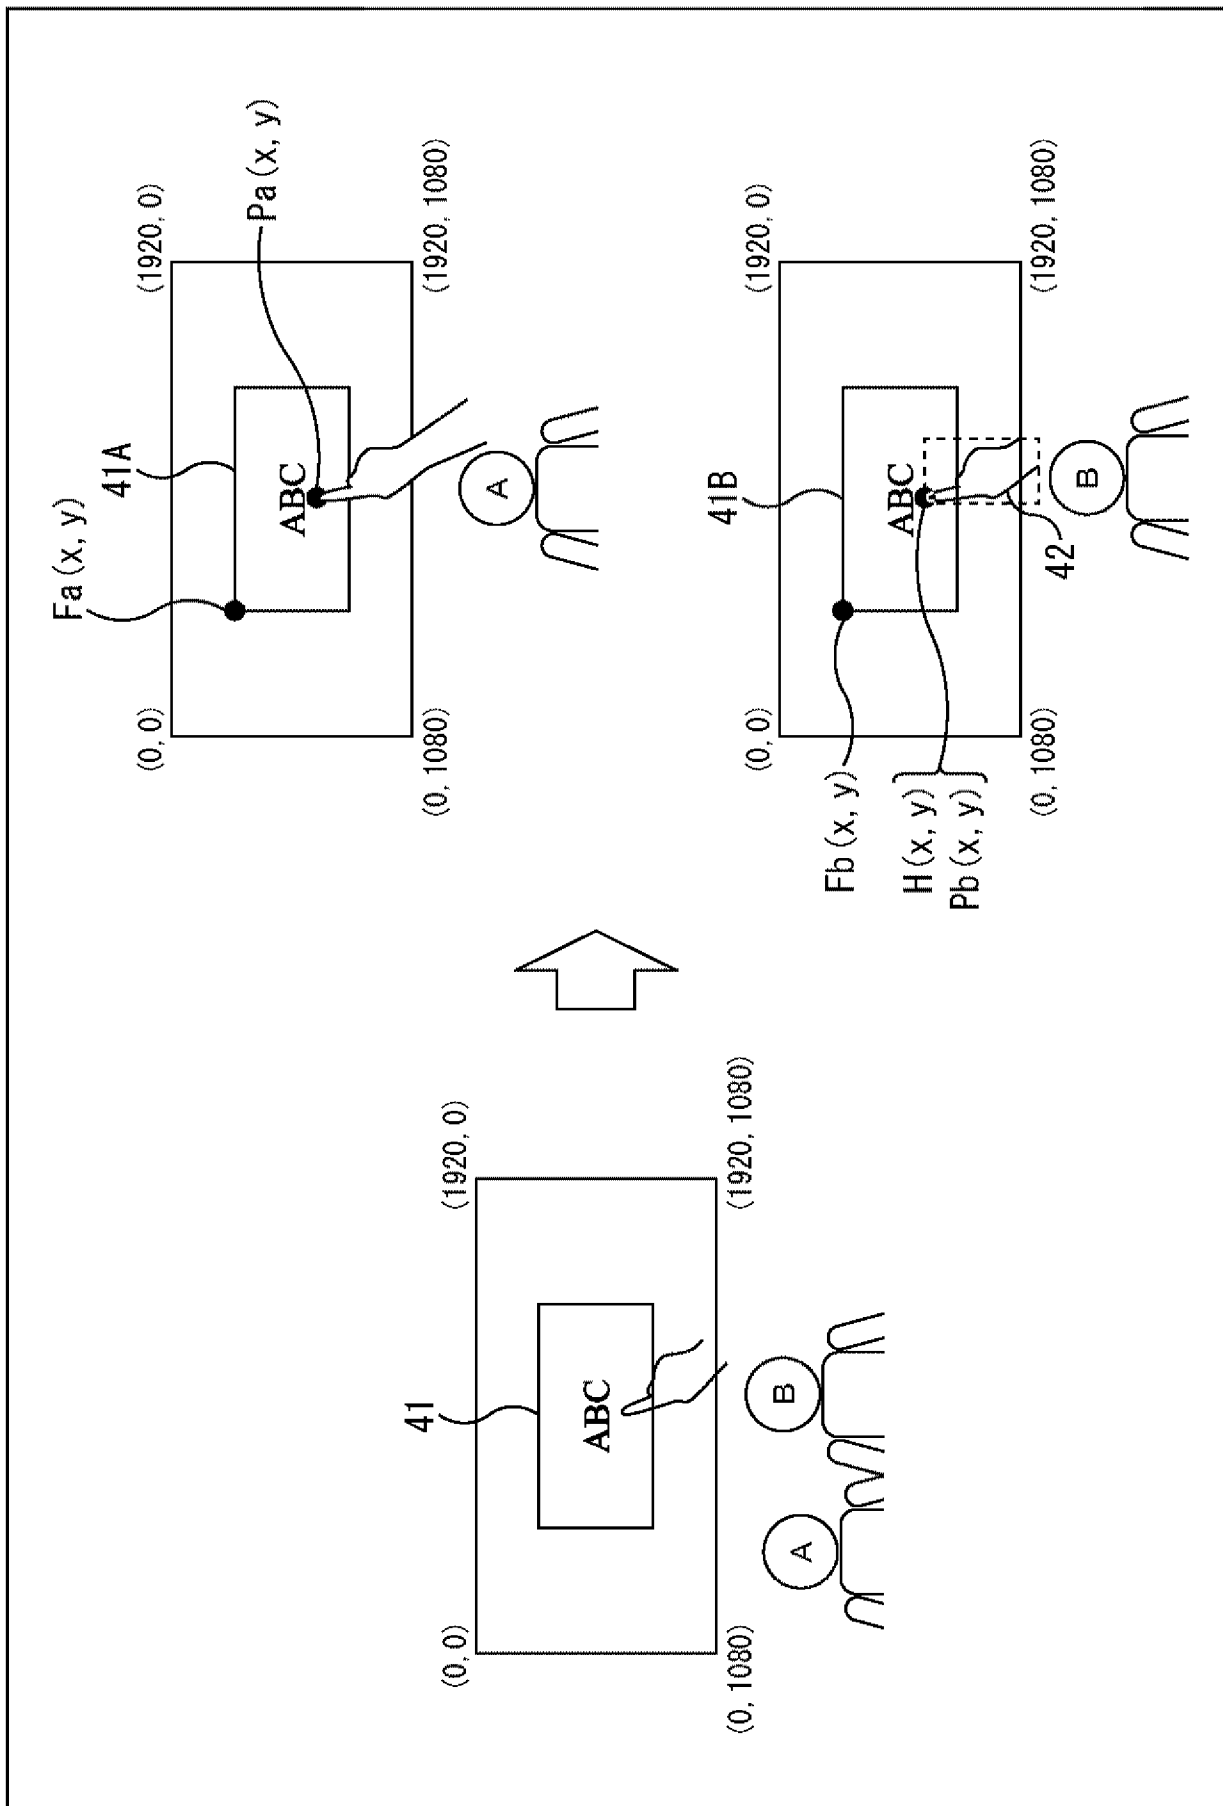 (0, 0)
(1920, 0)
41
ABC
(0, 1080)
(1920, 1080)
A
B
Fa (x, y)
41A
(0, 0)
(1920, 0)
Pa (x, y)
ABC
(0, 1080)
(1920, 1080)
A
41B
(0, 0)
(1920, 0)
Fb (x, y)
ABC
H (x, y)
Pb (x, y)
(0, 1080)
(1920, 1080)
42
B